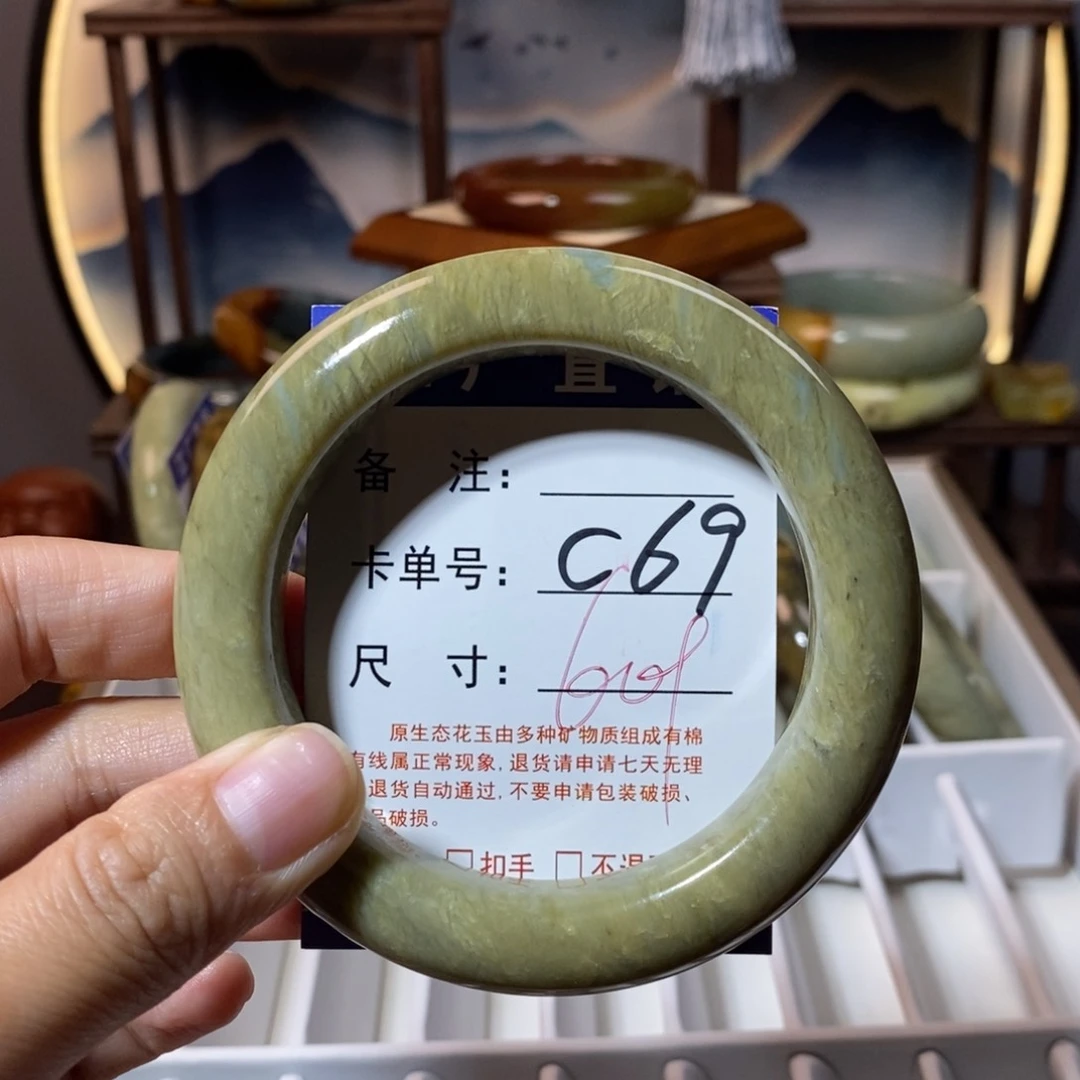 直
备 注：
卡单号：C69
尺 寸：
原生态花玉由多种矿物质组成有棉
有线属正常现象,退货请申请七天无理
退货自动通过,不要申请包装破损、
品破损。
□扣手 □不退